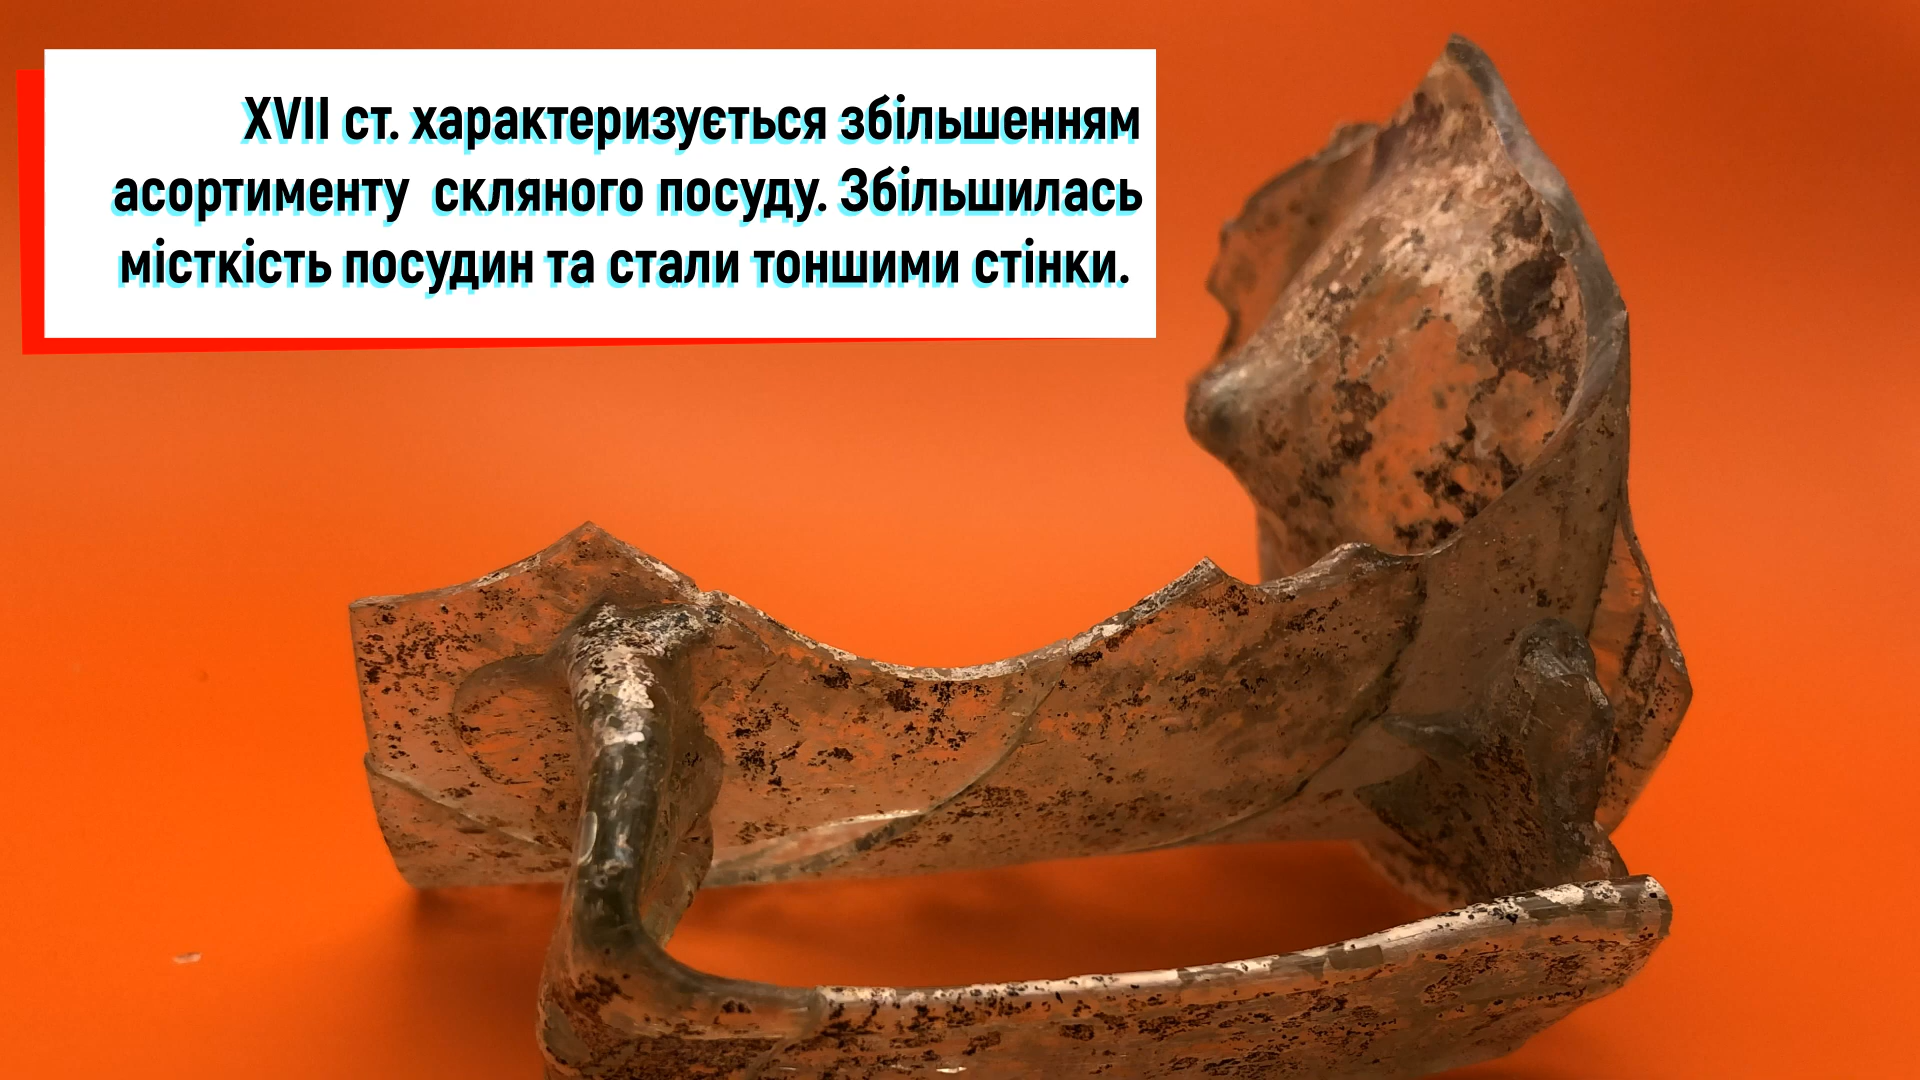 XVII ст. характеризується збільшенням
асортименту скляного посуду. Збільшилась
місткість посудин та стали тоншими стінки.